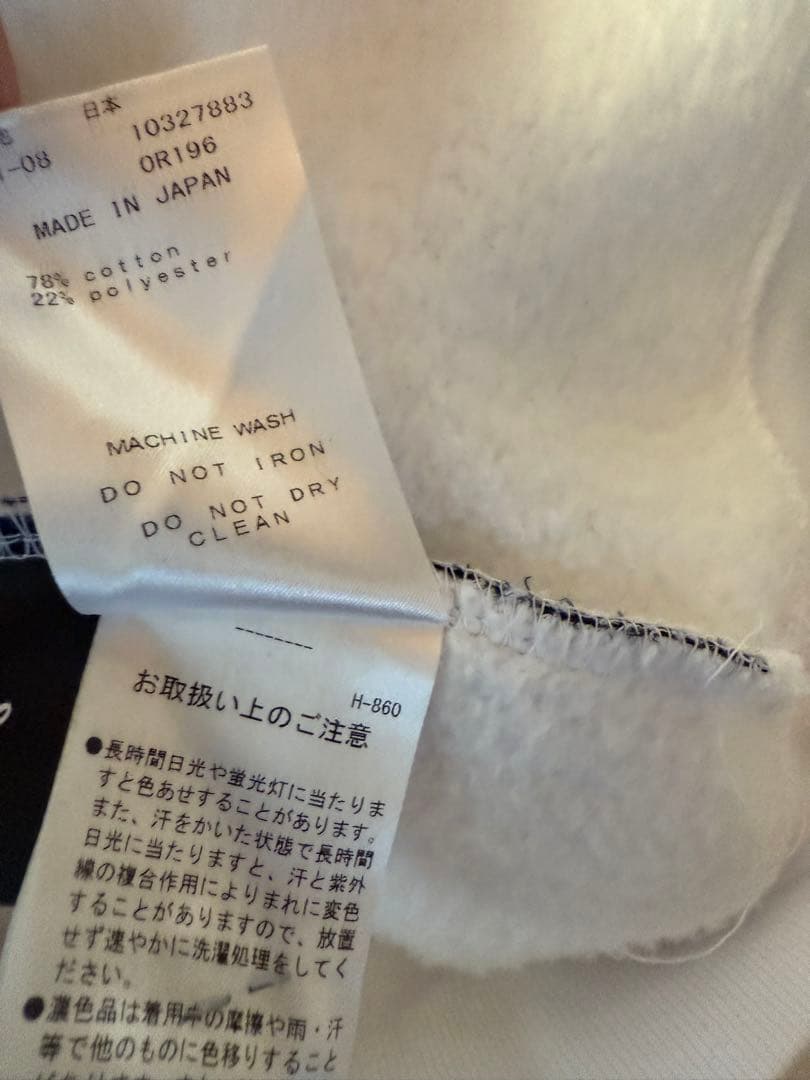 日本 10327883
-08 0R196
MADE IN JAPAN
78% cotton
22% polyester
MACHINE WASH
DO NOT IRON
DO NOT DRY
CLEAN
--------
H-860
お取扱い上のご注意
●長時間日光や蛍光灯に当たりま
すと色あせすることがあります。
また、汗をかいた状態で長時間
日光に当たりますと、汗と紫外
線の複合作用によりまれに変色
することがありますので、放置
せず速やかに洗濯処理をしてく
ださい。
●濃色品は着用中の摩擦や雨・汗
等で他のものに色移りすること